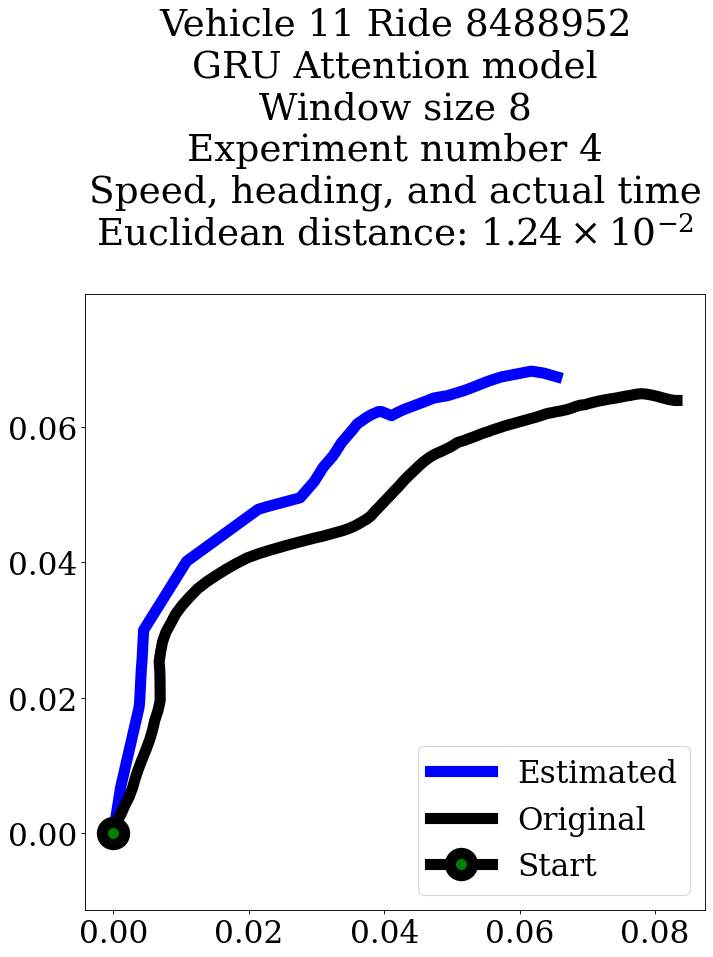 Vehicle 11 Ride 8488952
GRU Attention model
Window size 8
Experiment number 4
Speed, heading, and actual time
Euclidean distance: 1.24 × 10⁻²
0.06
0.04
0.02
0.00
Estimated
Original
Start
0.00 0.02 0.04 0.06 0.08